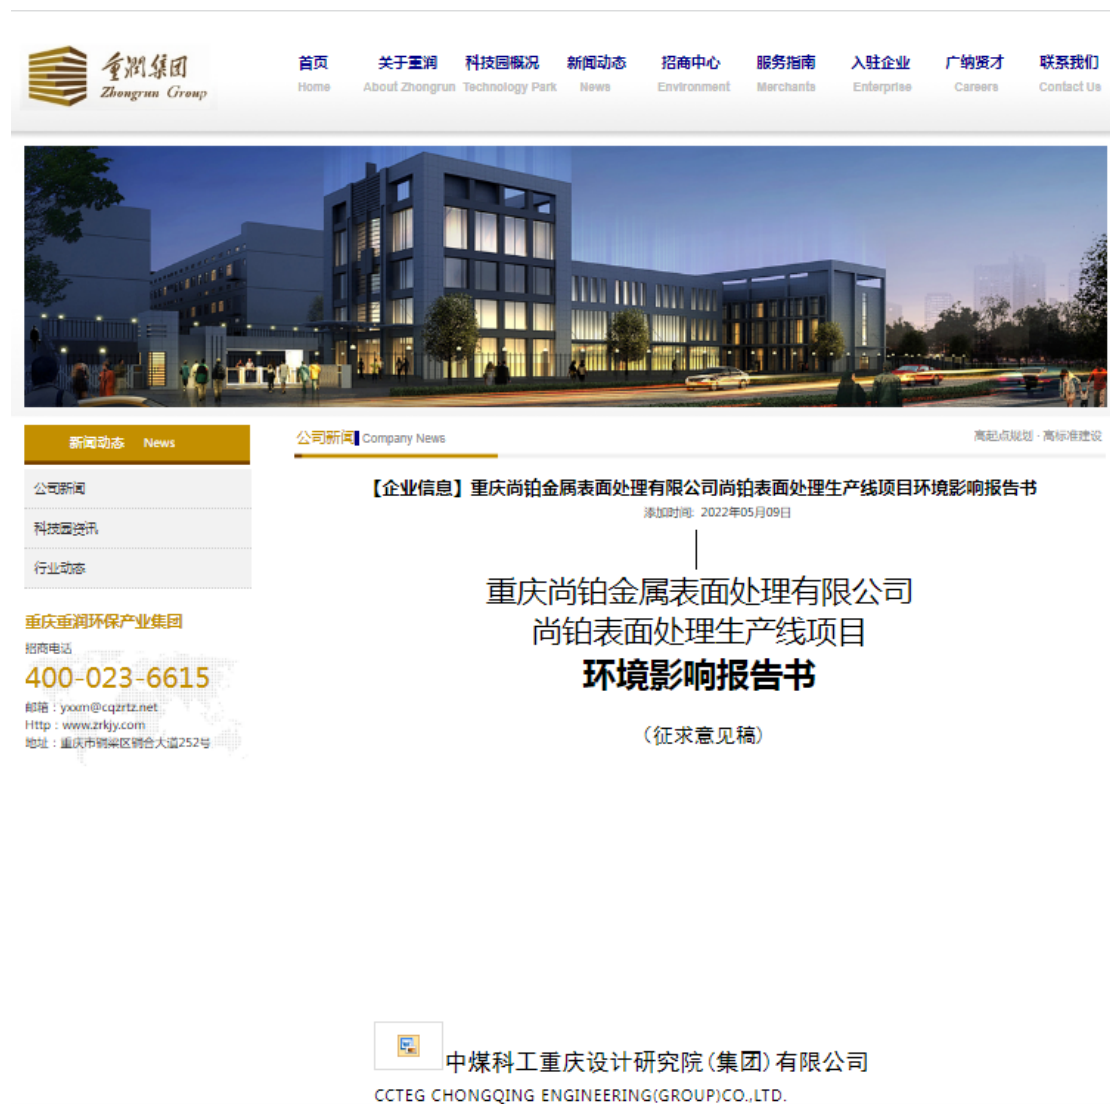 重润集团
Zhongrun Group
首页 关于重润 科技园概况 新闻动态 招商中心 服务指南 入驻企业 广纳贤才 联系我们
Home About Zhongrun Technology Park News Environment Merchants Enterprise Careers Contact Us
新闻动态 News
公司新闻
科技园资讯
行业动态
重庆重润环保产业集团
招商电话
400-023-6615
邮箱：yxxm@cqzrtz.net
Http：www.zrkjy.com
地址：重庆市铜梁区铜合大道252号
公司新闻 Company News 高起点规划 · 高标准建设
【企业信息】重庆尚铂金属表面处理有限公司尚铂表面处理生产线项目环境影响报告书
添加时间: 2022年05月09日
重庆尚铂金属表面处理有限公司
尚铂表面处理生产线项目
环境影响报告书
（征求意见稿）
中煤科工重庆设计研究院(集团)有限公司
CCTEG CHONGQING ENGINEERING(GROUP)CO.,LTD.